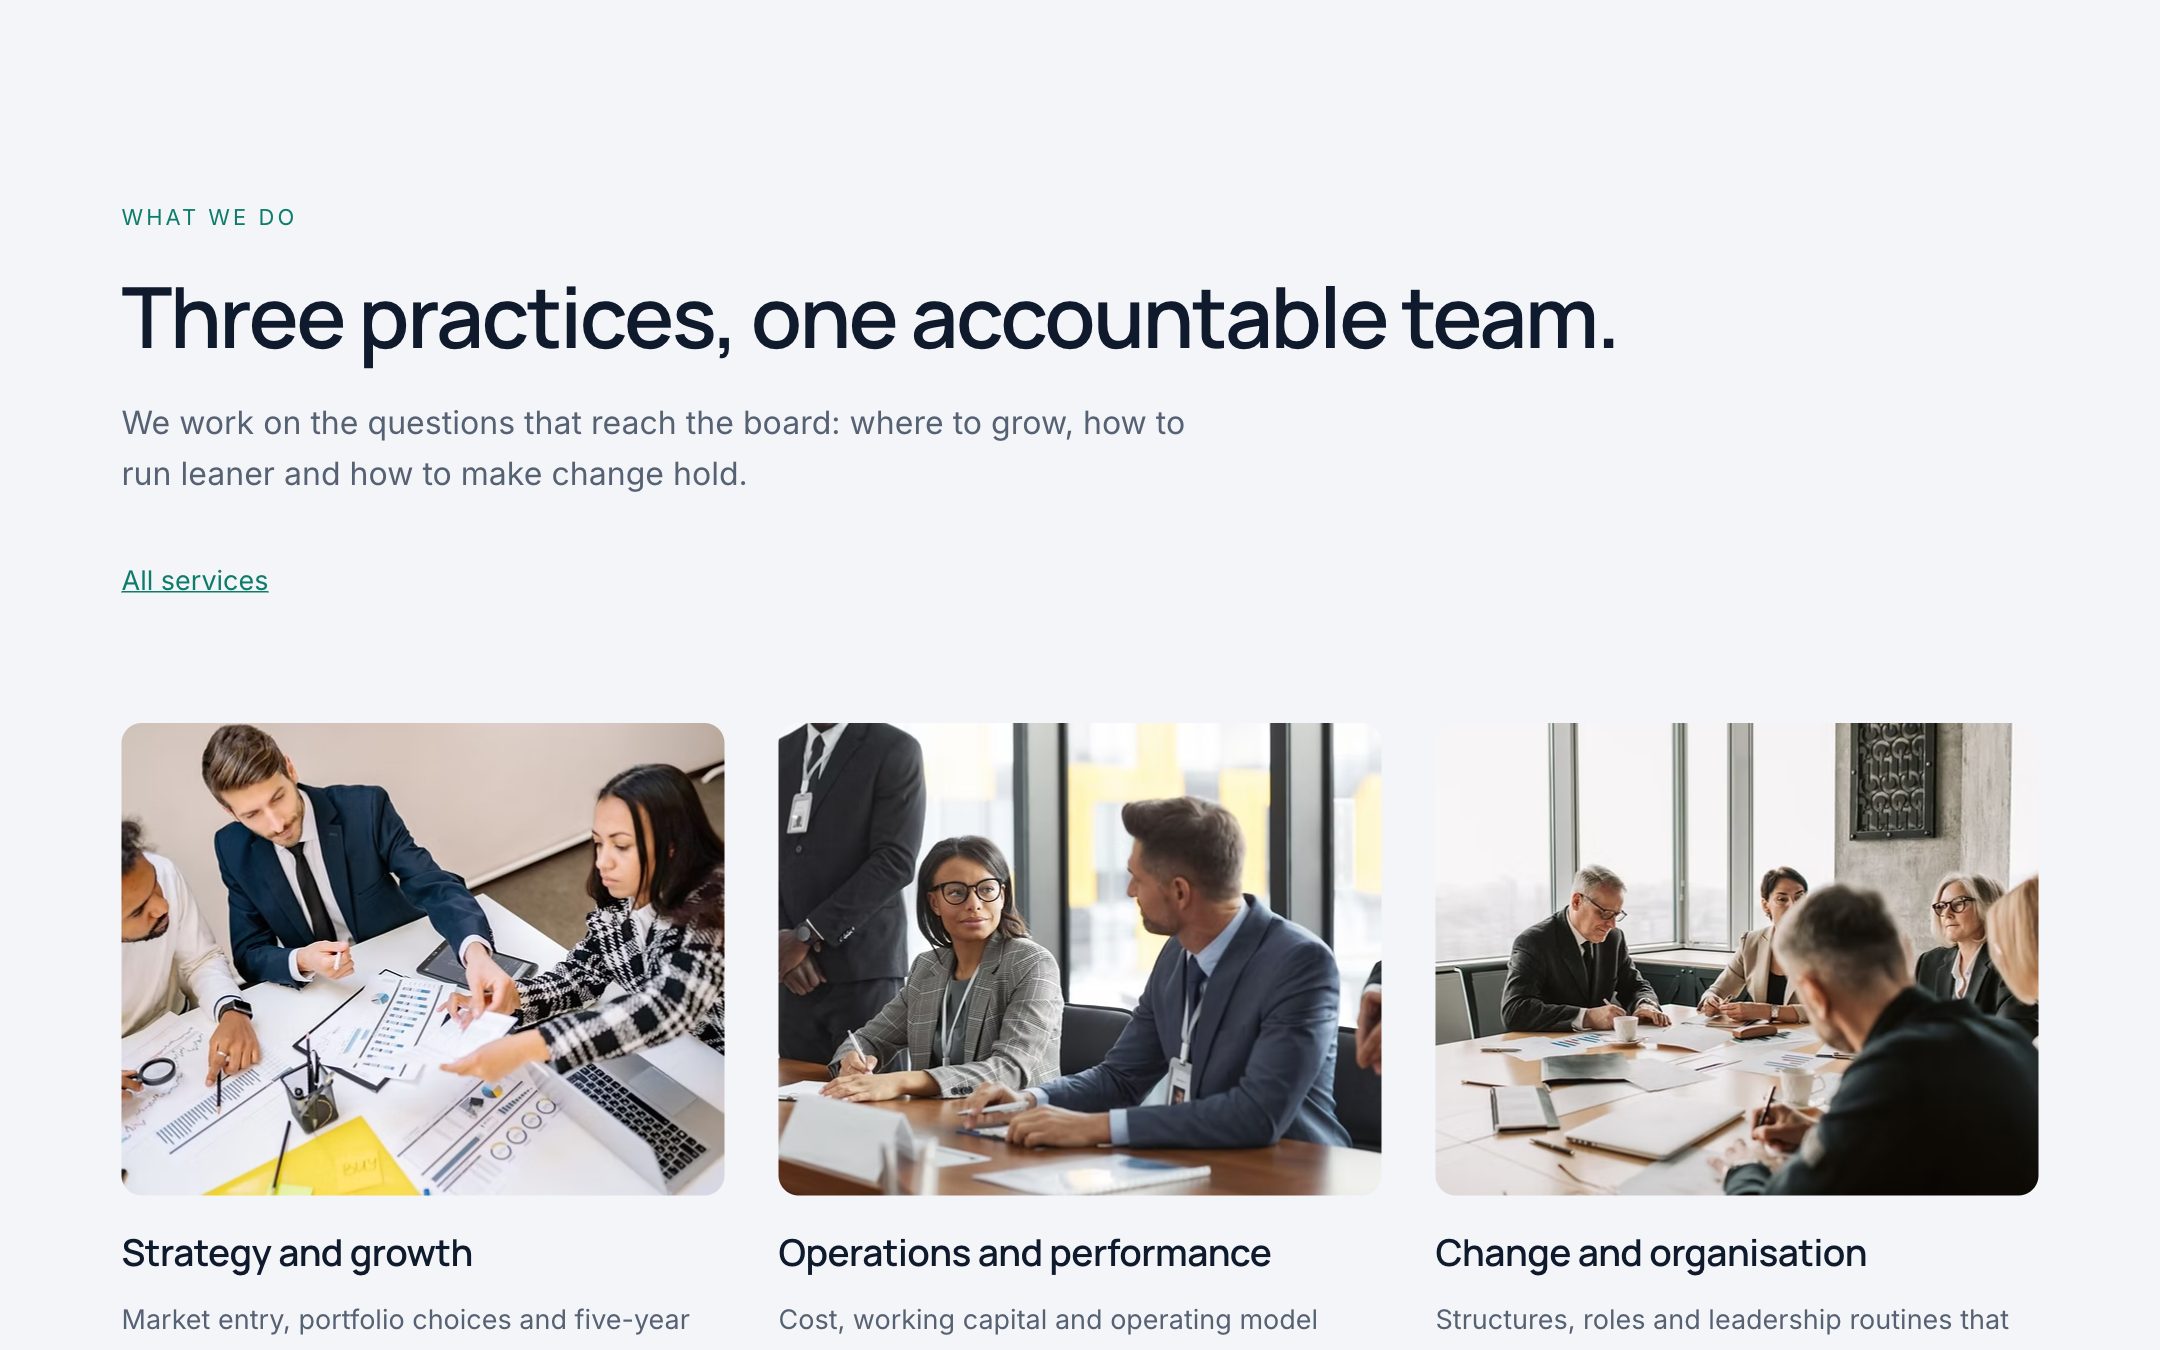 WHAT WE DO
Three practices, one accountable team.
We work on the questions that reach the board: where to grow, how to
run leaner and how to make change hold.
All services
BUY
Strategy and growth
Operations and performance
Change and organisation
Market entry, portfolio choices and five-year
Cost, working capital and operating model
Structures, roles and leadership routines that